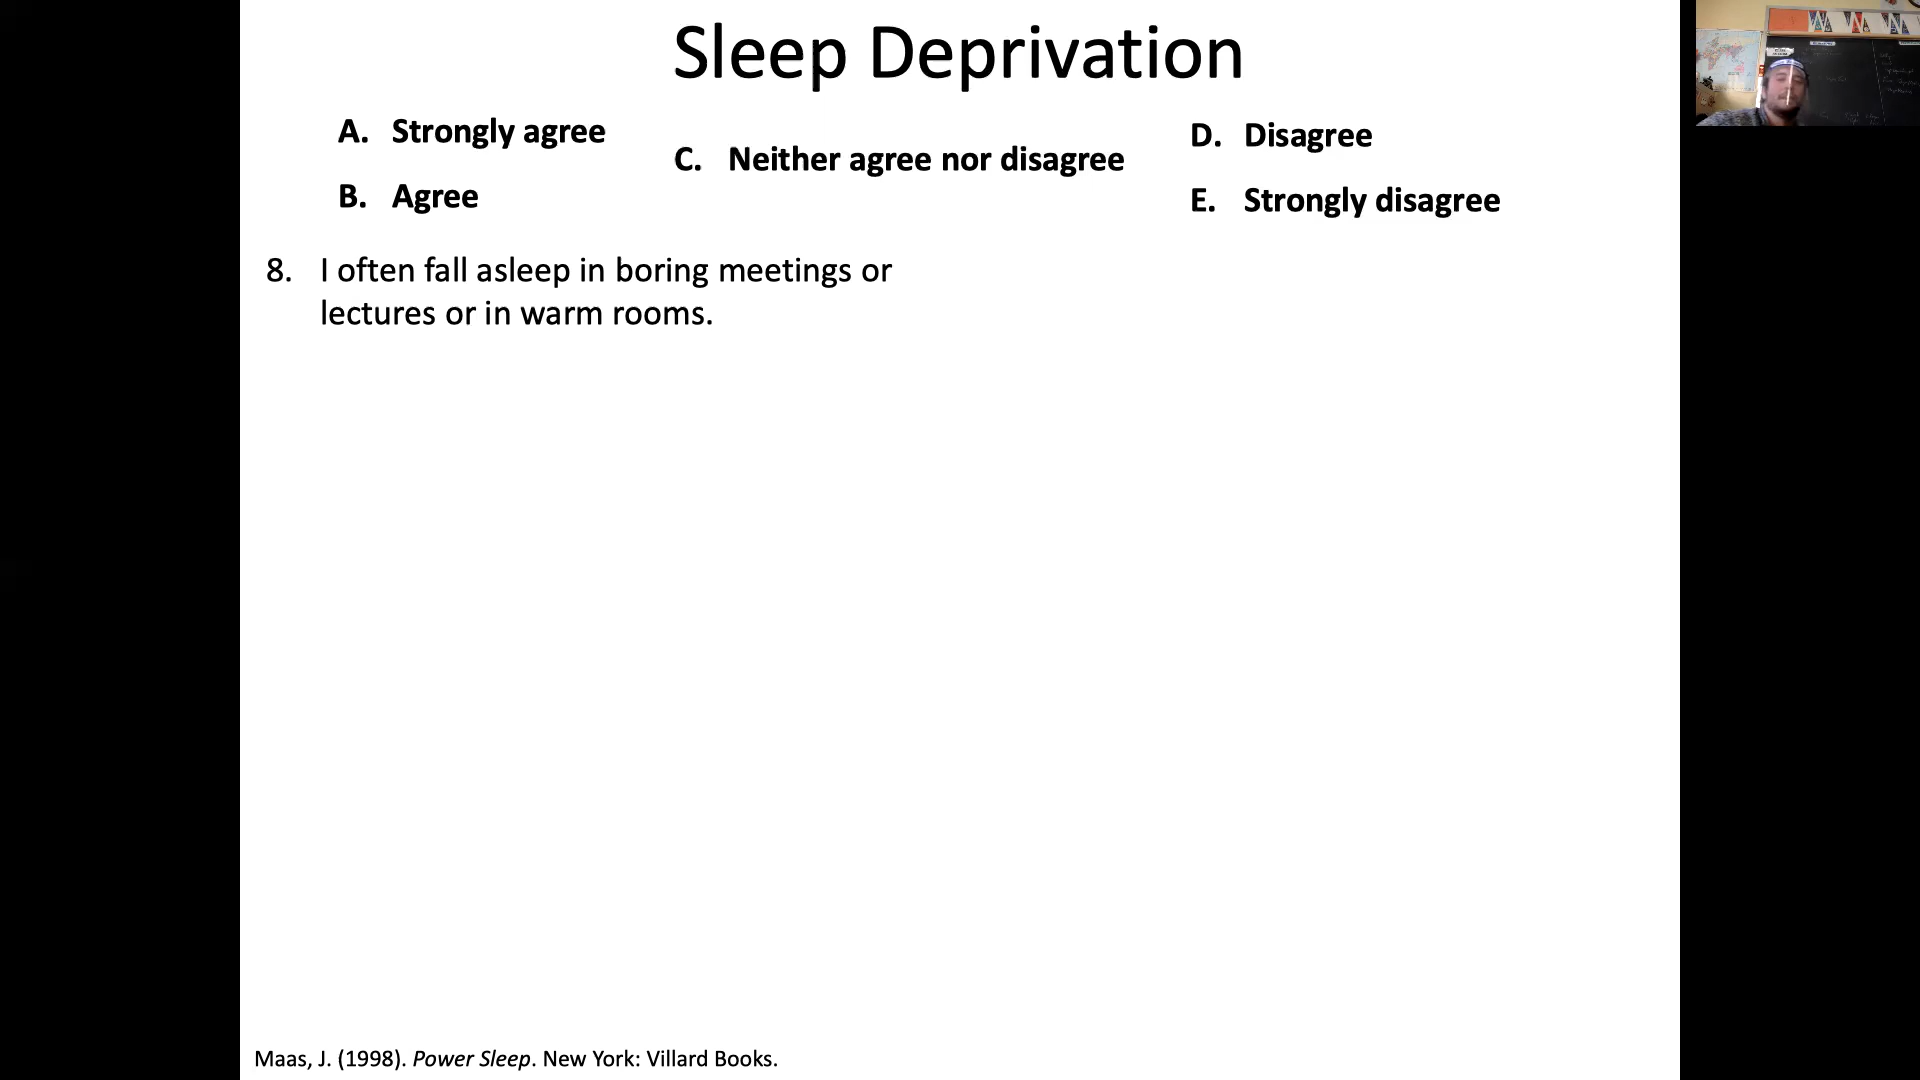 Sleep Deprivation
A. Strongly agree
B. Agree
C. Neither agree nor disagree
D. Disagree
E. Strongly disagree
8. I often fall asleep in boring meetings or
lectures or in warm rooms.
Maas, J. (1998). Power Sleep. New York: Villard Books.